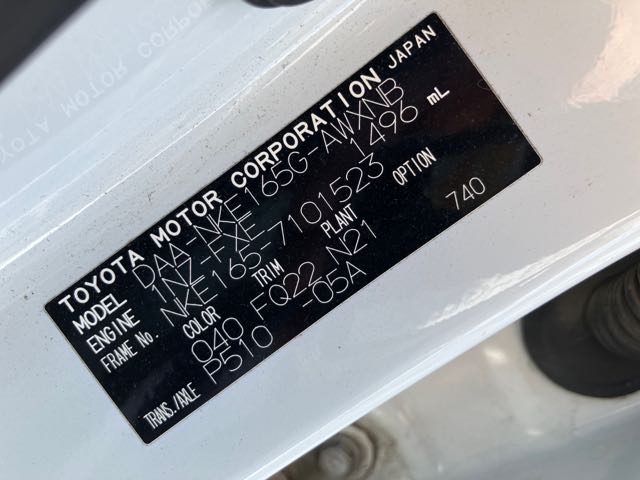 TOYOTA MOTOR CORPORATION JAPAN
MODEL DAA-NKE165G-AWXNB
ENGINE 1NZ-FXE 1496 mL
FRAME No. NKE165-7101523
COLOR TRIM PLANT OPTION
040 FQ22 N21 740
TRANS./AXLE P510 -05A